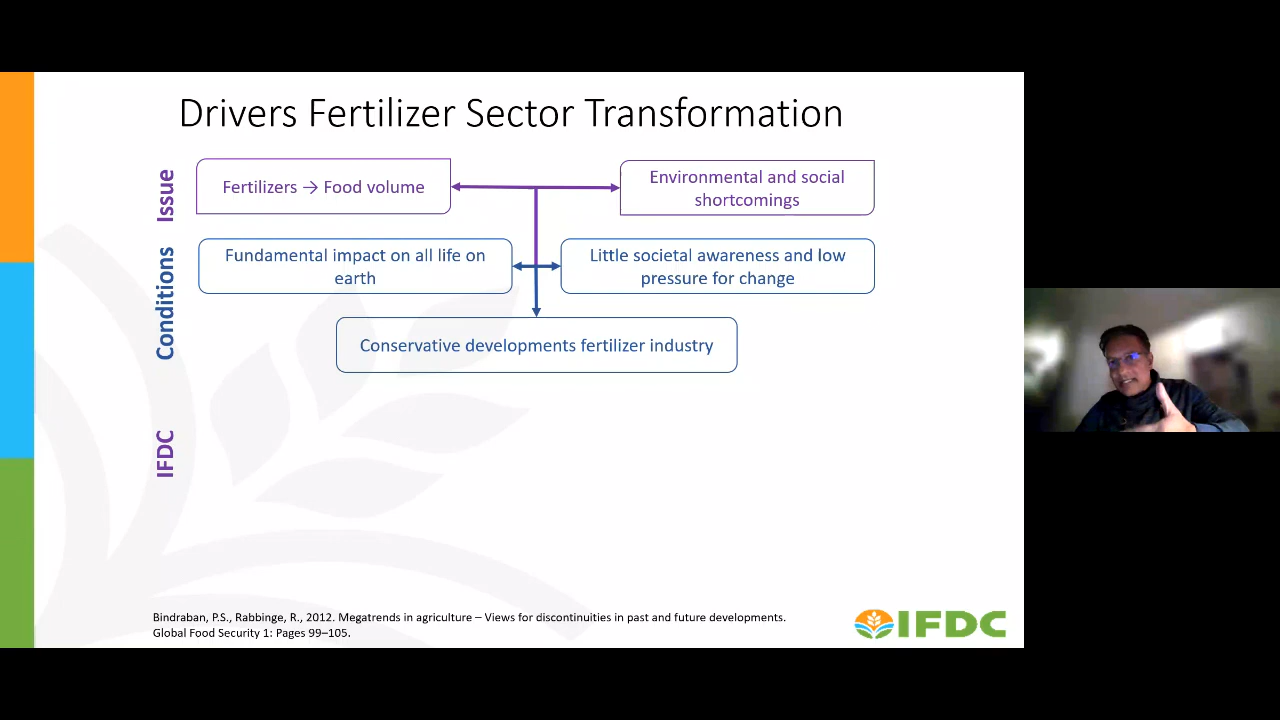 Drivers Fertilizer Sector Transformation
Issue
Fertilizers → Food volume
Environmental and social
shortcomings
Conditions
Fundamental impact on all life on
earth
Little societal awareness and low
pressure for change
Conservative developments fertilizer industry
IFDC
Bindraban, P.S., Rabbinge, R., 2012. Megatrends in agriculture – Views for discontinuities in past and future developments.
Global Food Security 1: Pages 99–105.
IFDC